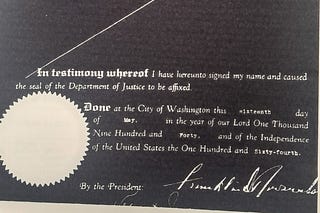 In testimony whereof I have hereunto signed my name and caused
the seal of the Department of Justice to be affixed.
Done at the City of Washington this sixteenth day
of May, in the year of our Lord One Thousand
Nine Hundred and Forty, and of the Independence
of the United States the One Hundred and Sixty-fourth.
By the President: Franklin D Roosevelt